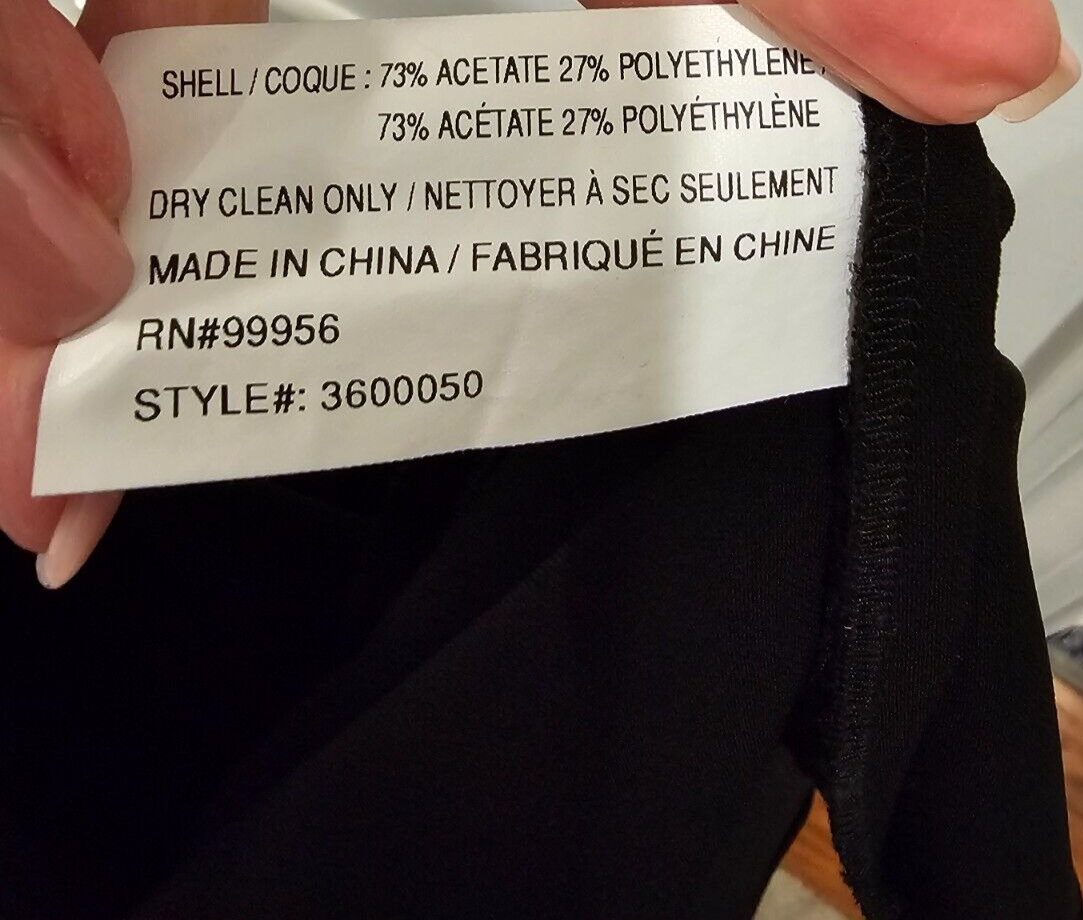 SHELL / COQUE : 73% ACETATE 27% POLYETHYLENE,
73% ACÉTATE 27% POLYÉTHYLÈNE
DRY CLEAN ONLY / NETTOYER À SEC SEULEMENT
MADE IN CHINA / FABRIQUÉ EN CHINE
RN#99956
STYLE#: 3600050